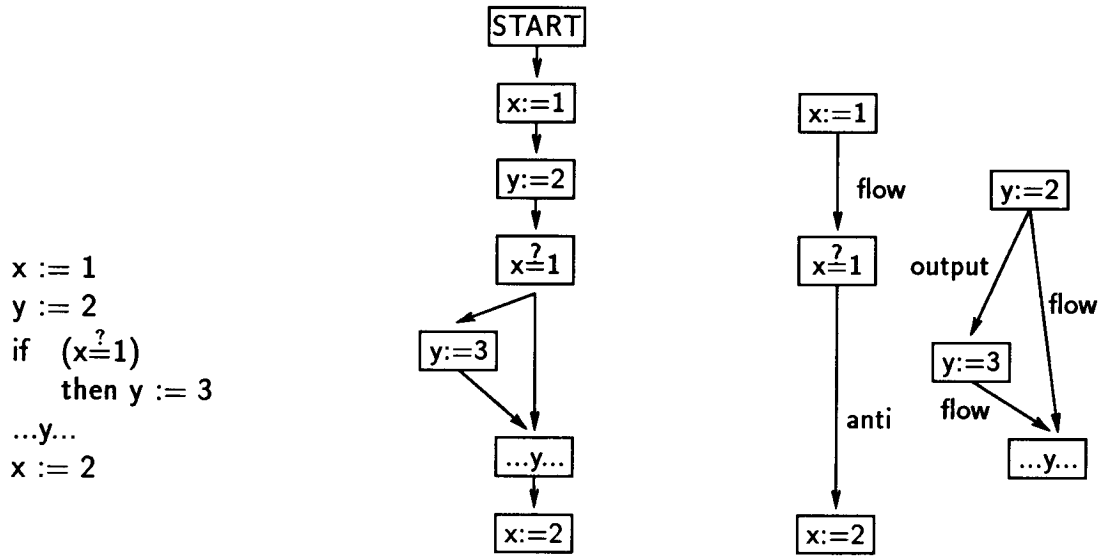 x := 1
y := 2
if (x≟1)
then y := 3
...y...
x := 2
START
x:=1
y:=2
x≟1
y:=3
...y...
x:=2
x:=1
flow
x≟1
anti
x:=2
y:=2
output
flow
y:=3
flow
...y...